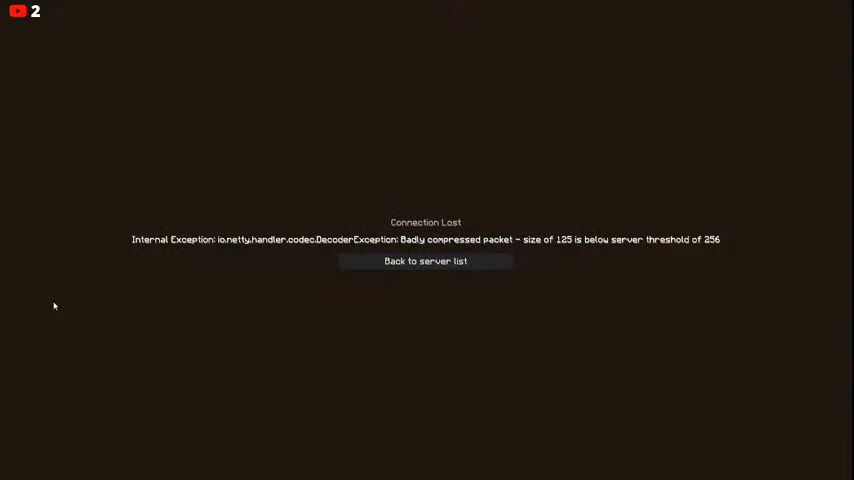 2
Connection Lost
Internal Exception: io.netty.handler.codec.DecoderException: Badly compressed packet - size of 125 is below server threshold of 256
Back to server list